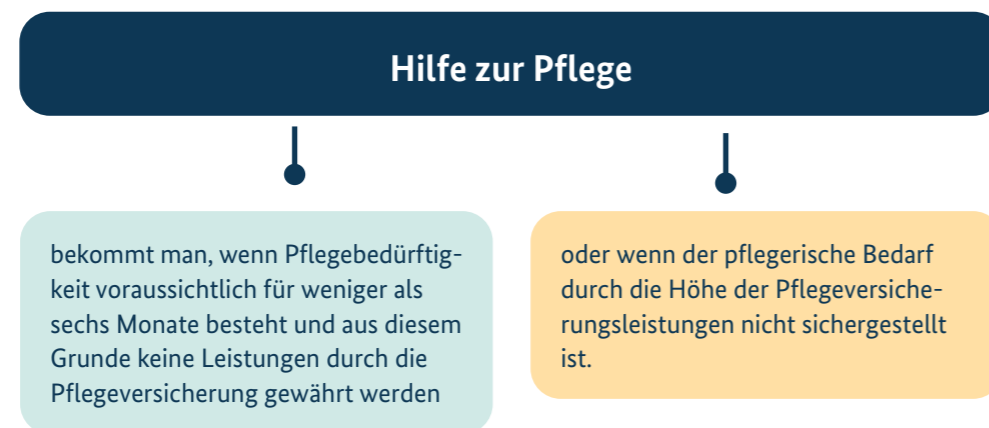 Hilfe zur Pflege
bekommt man, wenn Pflegebedürftig-
keit voraussichtlich für weniger als
sechs Monate besteht und aus diesem
Grunde keine Leistungen durch die
Pflegeversicherung gewährt werden
oder wenn der pflegerische Bedarf
durch die Höhe der Pflegeversiche-
rungsleistungen nicht sichergestellt
ist.